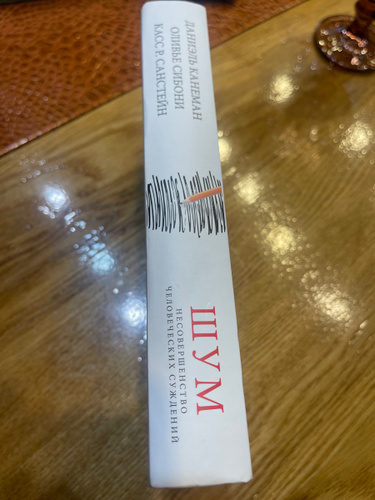 ДАНИЭЛЬ КАНЕМАН
ОЛИВЬЕ СИБОНИ
КАСС Р. САНСТЕЙН
ШУМ
НЕСОВЕРШЕНСТВО
ЧЕЛОВЕЧЕСКИХ СУЖДЕНИЙ